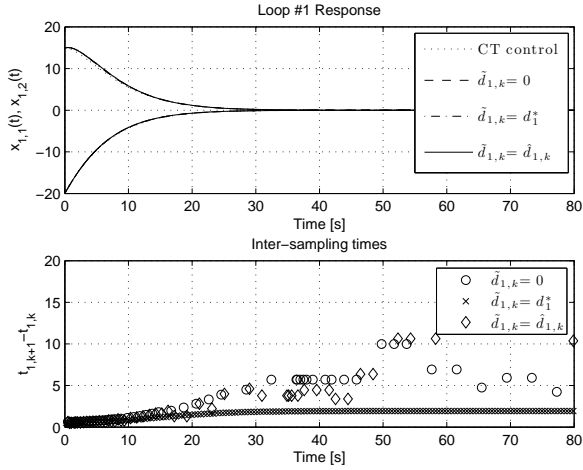 Loop #1 Response
x₁,₁(t), x₁,₂(t)
20
10
0
−10
−20
0 10 20 30 40 50 60 70 80
Time [s]
CT control
d̃₁,ₖ = 0
d̃₁,ₖ = d₁*
d̃₁,ₖ = d̂₁,ₖ
Inter−sampling times
t₁,ₖ₊₁−t₁,ₖ
20
15
10
5
0
0 10 20 30 40 50 60 70 80
Time [s]
d̃₁,ₖ = 0
d̃₁,ₖ = d₁*
d̃₁,ₖ = d̂₁,ₖ